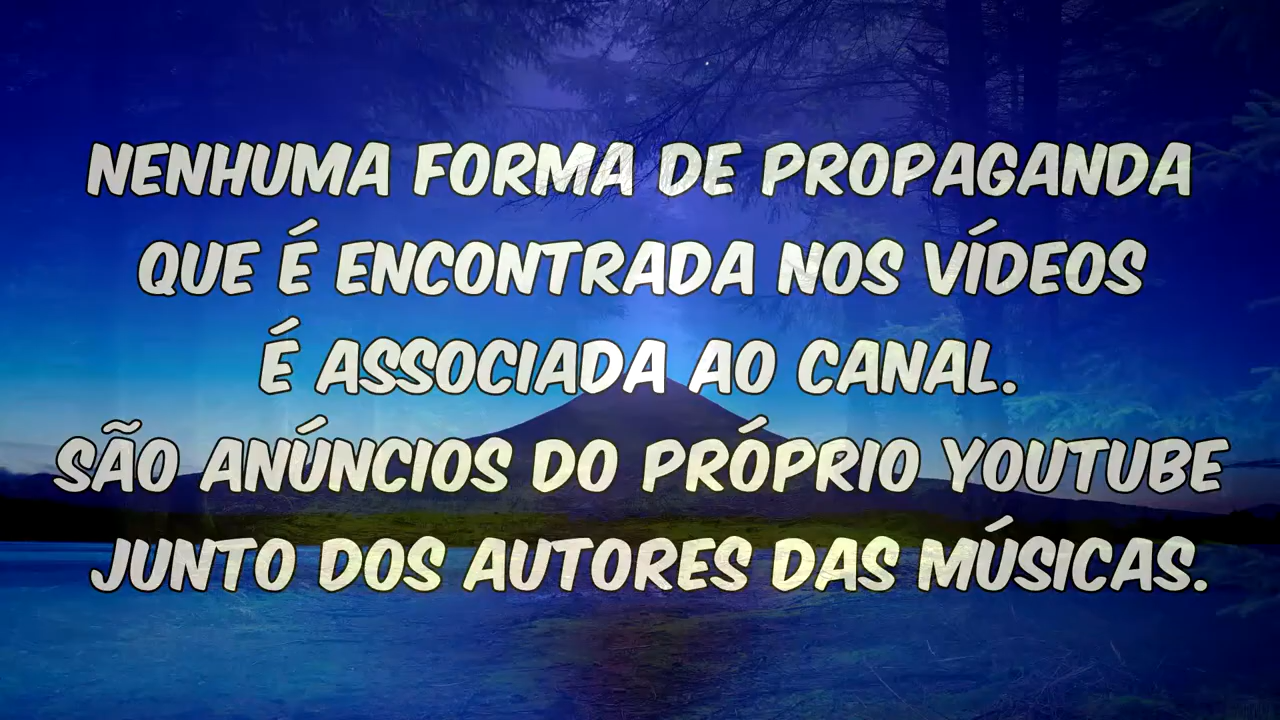 NENHUMA FORMA DE PROPAGANDA
QUE É ENCONTRADA NOS VÍDEOS
É ASSOCIADA AO CANAL.
SÃO ANÚNCIOS DO PRÓPRIO YOUTUBE
JUNTO DOS AUTORES DAS MÚSICAS.